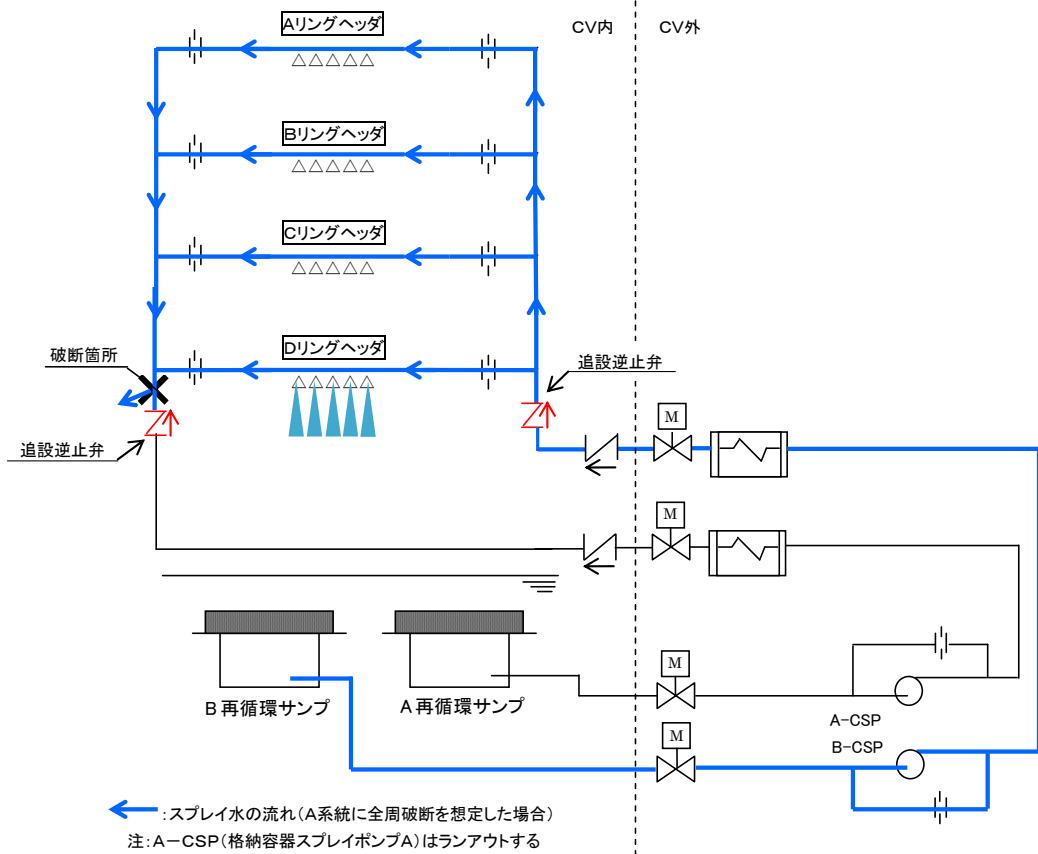 Aリングヘッダ
CV内
CV外
Bリングヘッダ
Cリングヘッダ
Dリングヘッダ
破断箇所
追設逆止弁
追設逆止弁
M
M
B再循環サンプ
A再循環サンプ
M
A-CSP
B-CSP
M
:スプレイ水の流れ(A系統に全周破断を想定した場合)
注:A-CSP(格納容器スプレイポンプA)はランアウトする